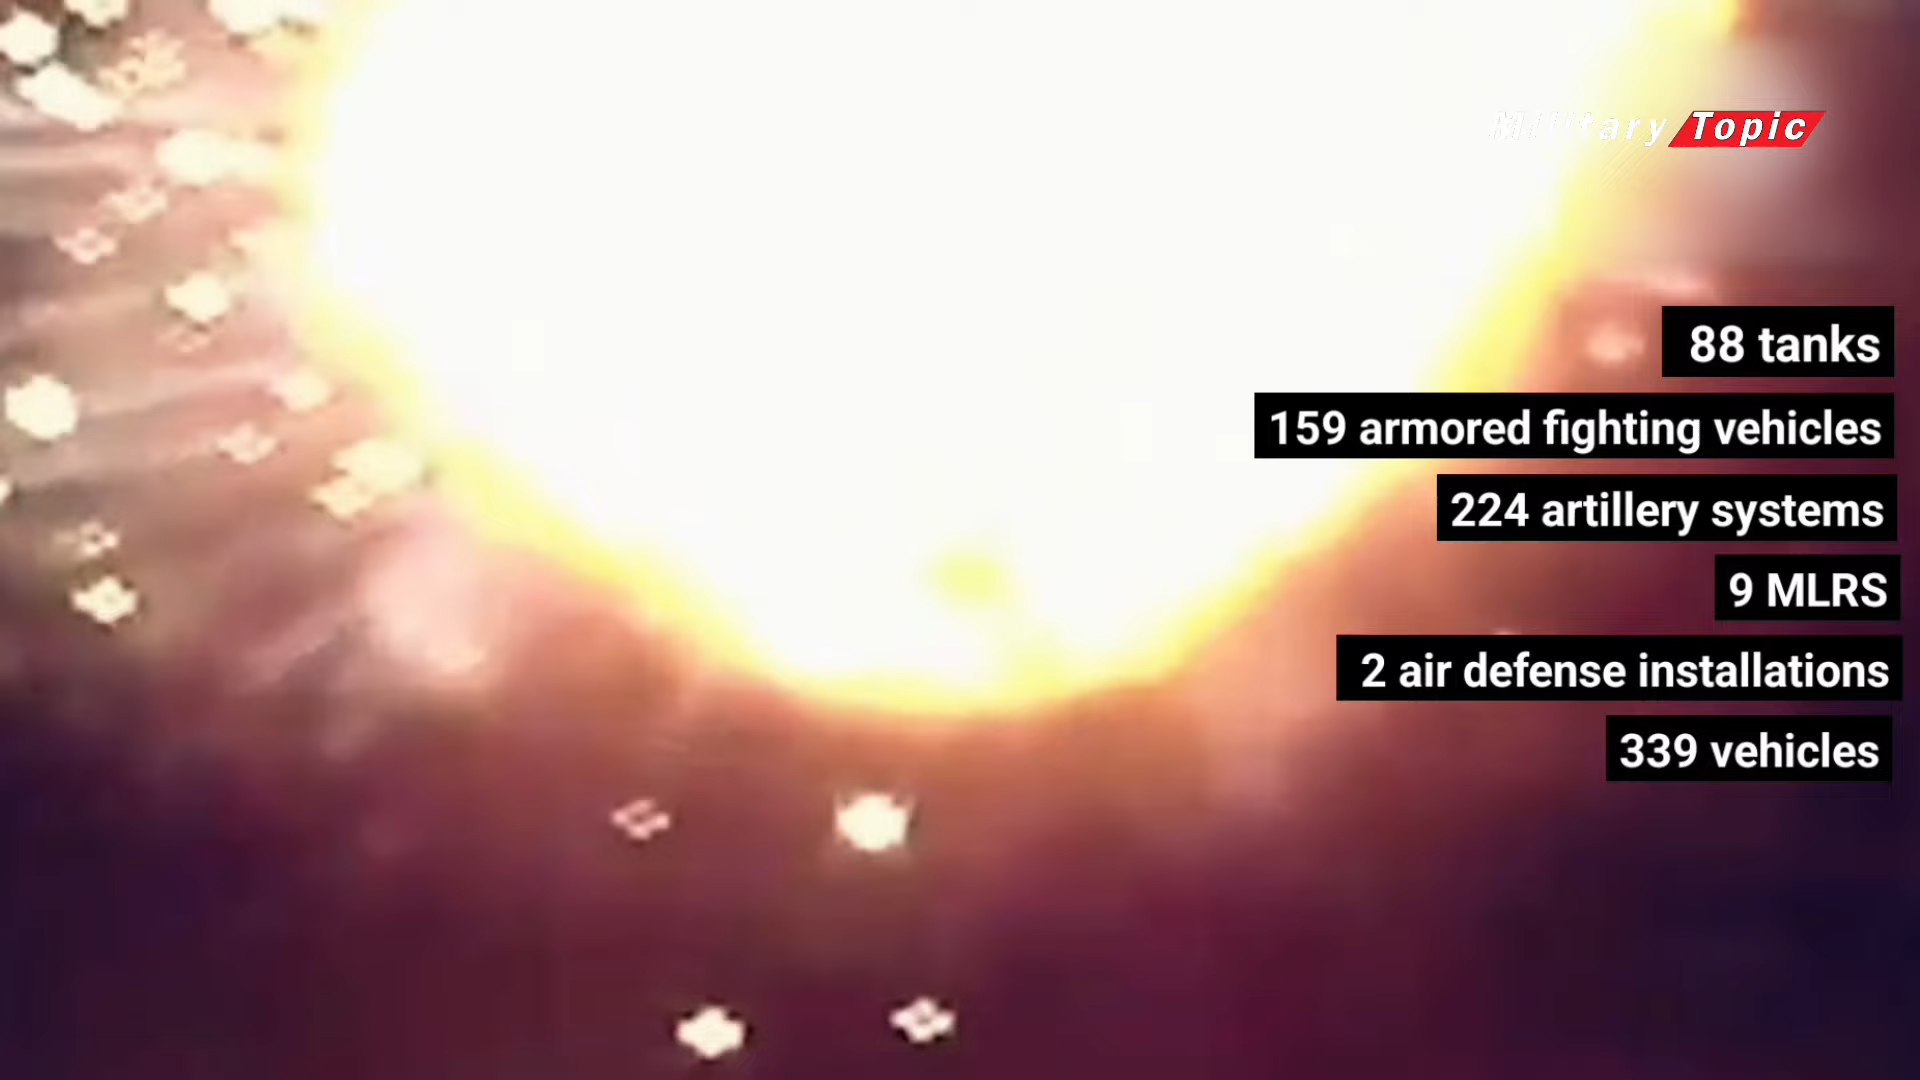 Military Topic
88 tanks
159 armored fighting vehicles
224 artillery systems
9 MLRS
2 air defense installations
339 vehicles